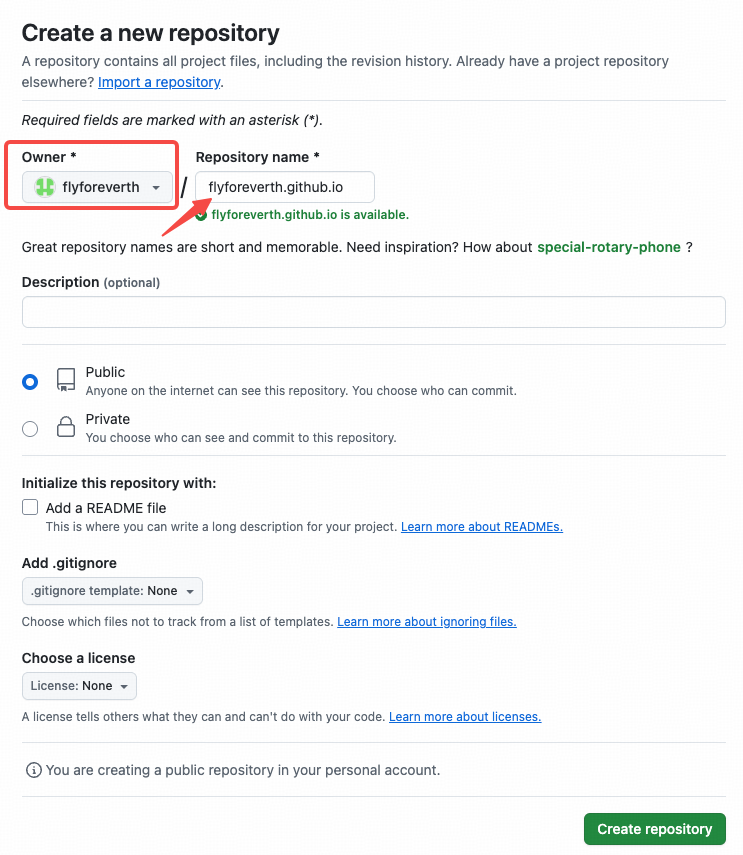 Create a new repository
A repository contains all project files, including the revision history. Already have a project repository
elsewhere? Import a repository.
Required fields are marked with an asterisk (*).
Owner * Repository name *
flyforeverth / flyforeverth.github.io
flyforeverth.github.io is available.
Great repository names are short and memorable. Need inspiration? How about special-rotary-phone ?
Description (optional)
Public
Anyone on the internet can see this repository. You choose who can commit.
Private
You choose who can see and commit to this repository.
Initialize this repository with:
Add a README file
This is where you can write a long description for your project. Learn more about READMEs.
Add .gitignore
.gitignore template: None
Choose which files not to track from a list of templates. Learn more about ignoring files.
Choose a license
License: None
A license tells others what they can and can't do with your code. Learn more about licenses.
You are creating a public repository in your personal account.
Create repository